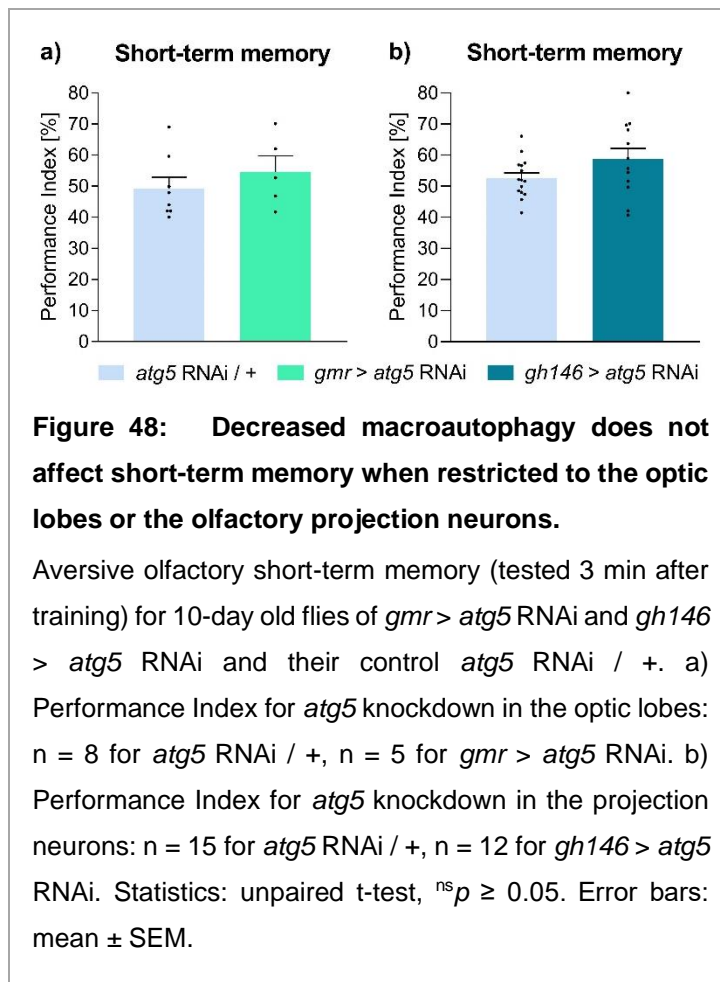 a) Short-term memory
b) Short-term memory
Performance Index [%]
80
70
60
50
40
30
20
10
0
Performance Index [%]
80
70
60
50
40
30
20
10
0
atg5 RNAi / + gmr > atg5 RNAi gh146 > atg5 RNAi
Figure 48: Decreased macroautophagy does not
affect short-term memory when restricted to the optic
lobes or the olfactory projection neurons.
Aversive olfactory short-term memory (tested 3 min after
training) for 10-day old flies of gmr > atg5 RNAi and gh146
> atg5 RNAi and their control atg5 RNAi / +. a)
Performance Index for atg5 knockdown in the optic lobes:
n = 8 for atg5 RNAi / +, n = 5 for gmr > atg5 RNAi. b)
Performance Index for atg5 knockdown in the projection
neurons: n = 15 for atg5 RNAi / +, n = 12 for gh146 > atg5
RNAi. Statistics: unpaired t-test, ns p ≥ 0.05. Error bars:
mean ± SEM.